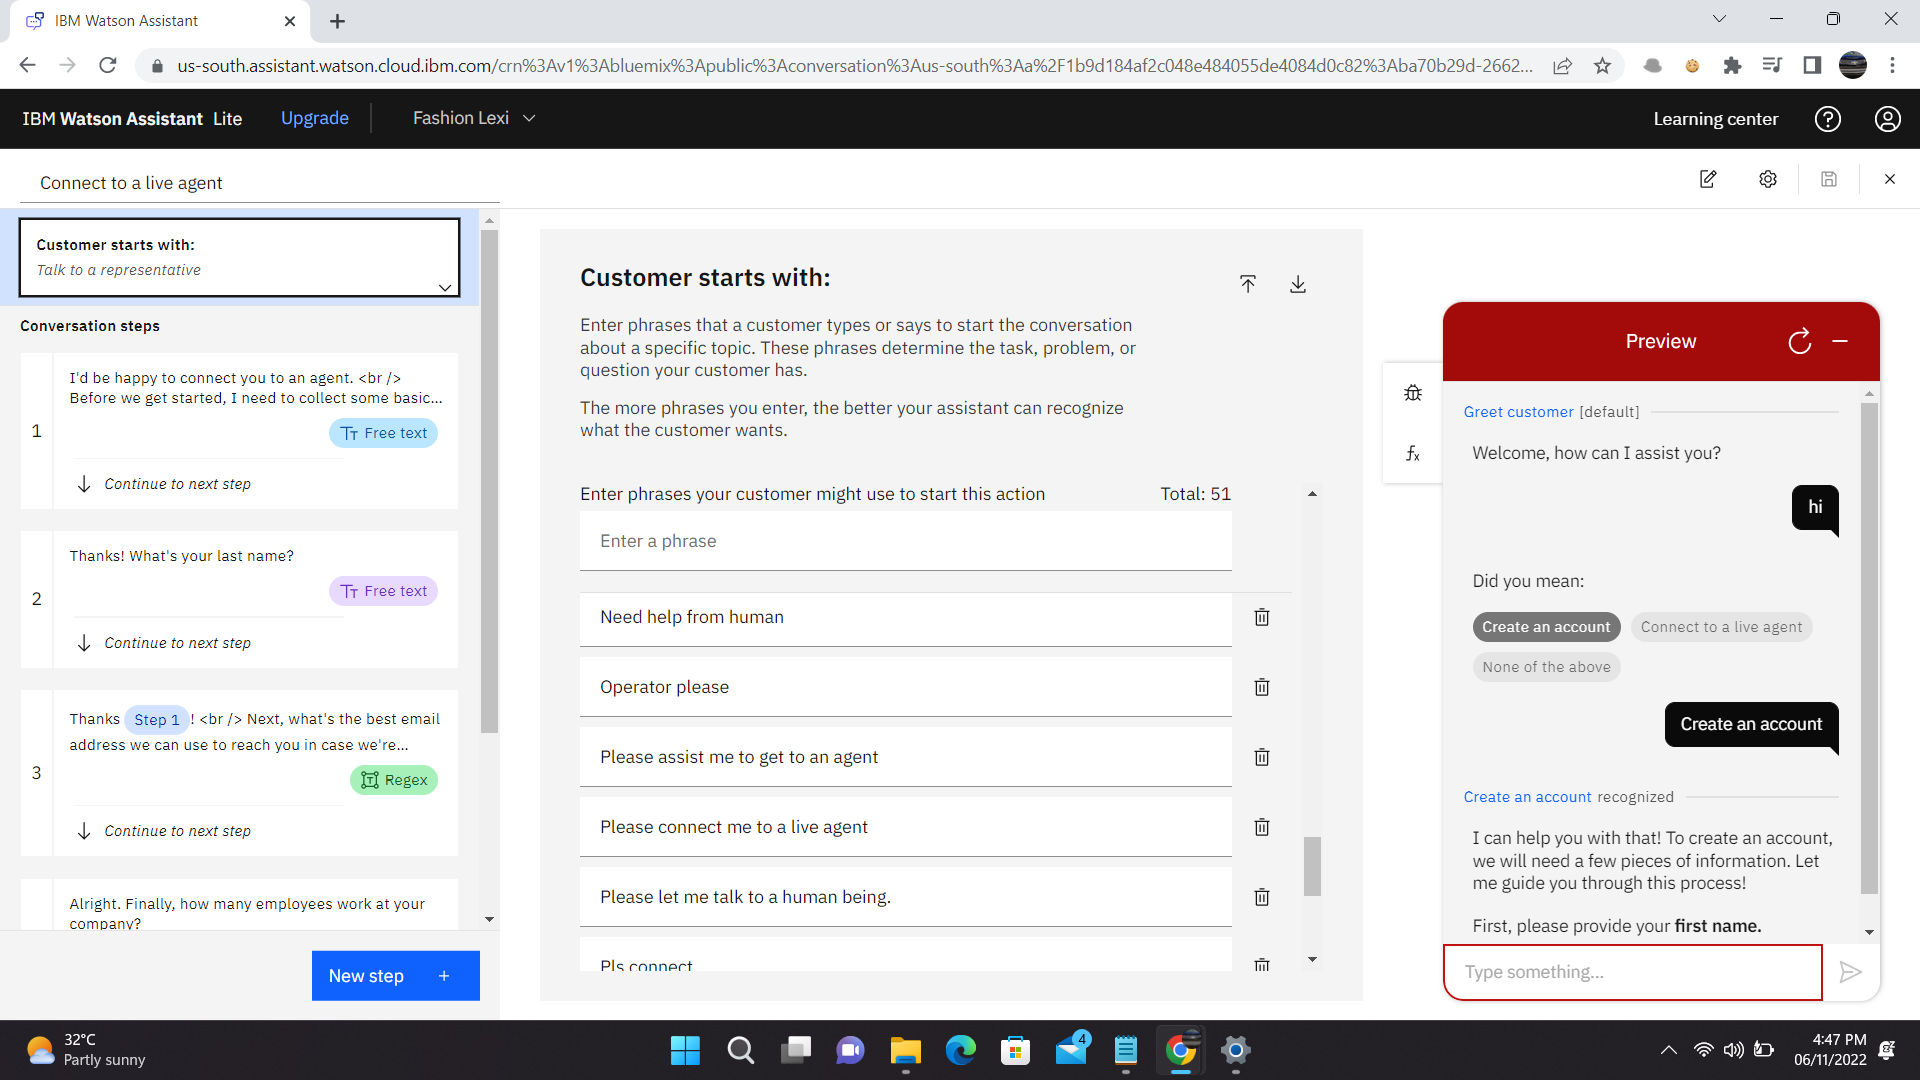 IBM Watson Assistant
us-south.assistant.watson.cloud.ibm.com/crn%3Av1%3Abluemix%3Apublic%3Aconversation%3Aus-south%3Aa%2F1b9d184af2c048e484055de4084d0c82%3Aba70b29d-2662...
IBM Watson Assistant Lite
Upgrade
Fashion Lexi
Learning center
Connect to a live agent
Customer starts with:
Talk to a representative
Conversation steps
1
I'd be happy to connect you to an agent. <br />
Before we get started, I need to collect some basic...
Free text
Continue to next step
2
Thanks! What's your last name?
Free text
Continue to next step
3
Thanks Step 1 ! <br /> Next, what's the best email
address we can use to reach you in case we're...
Regex
Continue to next step
Alright. Finally, how many employees work at your
company?
New step +
Customer starts with:
Enter phrases that a customer types or says to start the conversation
about a specific topic. These phrases determine the task, problem, or
question your customer has.
The more phrases you enter, the better your assistant can recognize
what the customer wants.
Enter phrases your customer might use to start this action
Total: 51
Enter a phrase
Need help from human
Operator please
Please assist me to get to an agent
Please connect me to a live agent
Please let me talk to a human being.
Pls connect
fx
Preview
Greet customer [default]
Welcome, how can I assist you?
hi
Did you mean:
Create an account
Connect to a live agent
None of the above
Create an account
Create an account recognized
I can help you with that! To create an account,
we will need a few pieces of information. Let
me guide you through this process!
First, please provide your first name.
Type something...
32°C
Partly sunny
4
4:47 PM
06/11/2022